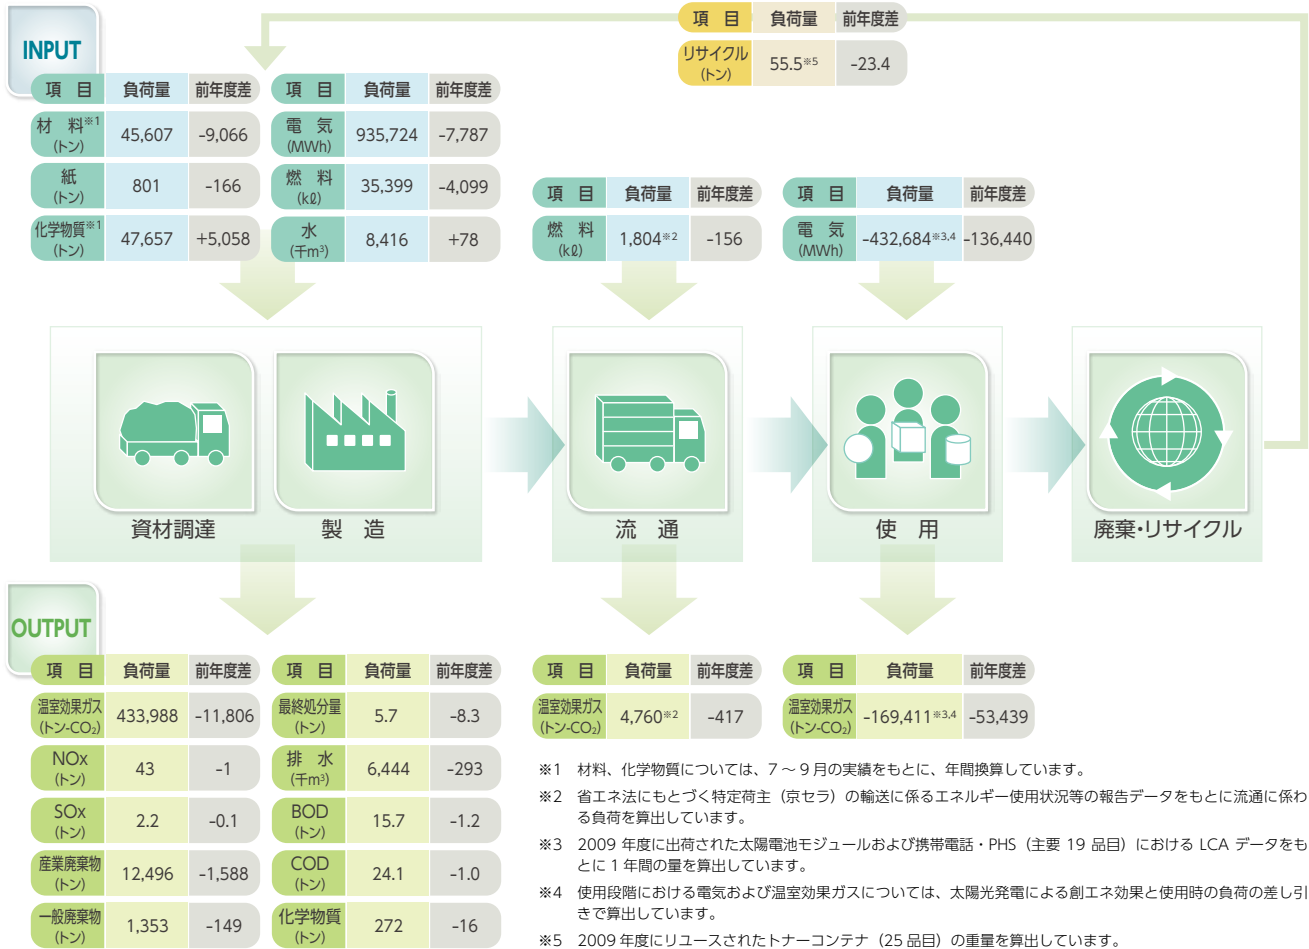 INPUT
項 目 負荷量 前年度差
リサイクル(トン) 55.5※5 -23.4
項 目 負荷量 前年度差
材 料※1(トン) 45,607 -9,066
紙(トン) 801 -166
化学物質※1(トン) 47,657 +5,058
項 目 負荷量 前年度差
電 気(MWh) 935,724 -7,787
燃 料(kℓ) 35,399 -4,099
水(千m³) 8,416 +78
項 目 負荷量 前年度差
燃 料(kℓ) 1,804※2 -156
項 目 負荷量 前年度差
電 気(MWh) -432,684※3,4 -136,440
資材調達
製 造
流 通
使 用
廃棄・リサイクル
OUTPUT
項 目 負荷量 前年度差
温室効果ガス(トン-CO₂) 433,988 -11,806
NOx(トン) 43 -1
SOx(トン) 2.2 -0.1
産業廃棄物(トン) 12,496 -1,588
一般廃棄物(トン) 1,353 -149
項 目 負荷量 前年度差
最終処分量(トン) 5.7 -8.3
排 水(千m³) 6,444 -293
BOD(トン) 15.7 -1.2
COD(トン) 24.1 -1.0
化学物質(トン) 272 -16
項 目 負荷量 前年度差
温室効果ガス(トン-CO₂) 4,760※2 -417
項 目 負荷量 前年度差
温室効果ガス(トン-CO₂) -169,411※3,4 -53,439
※1 材料、化学物質については、7～9月の実績をもとに、年間換算しています。
※2 省エネ法にもとづく特定荷主（京セラ）の輸送に係るエネルギー使用状況等の報告データをもとに流通に係わ
る負荷を算出しています。
※3 2009年度に出荷された太陽電池モジュールおよび携帯電話・PHS（主要19品目）におけるLCAデータをも
とに1年間の量を算出しています。
※4 使用段階における電気および温室効果ガスについては、太陽光発電による創エネ効果と使用時の負荷の差し引
きで算出しています。
※5 2009年度にリユースされたトナーコンテナ（25品目）の重量を算出しています。